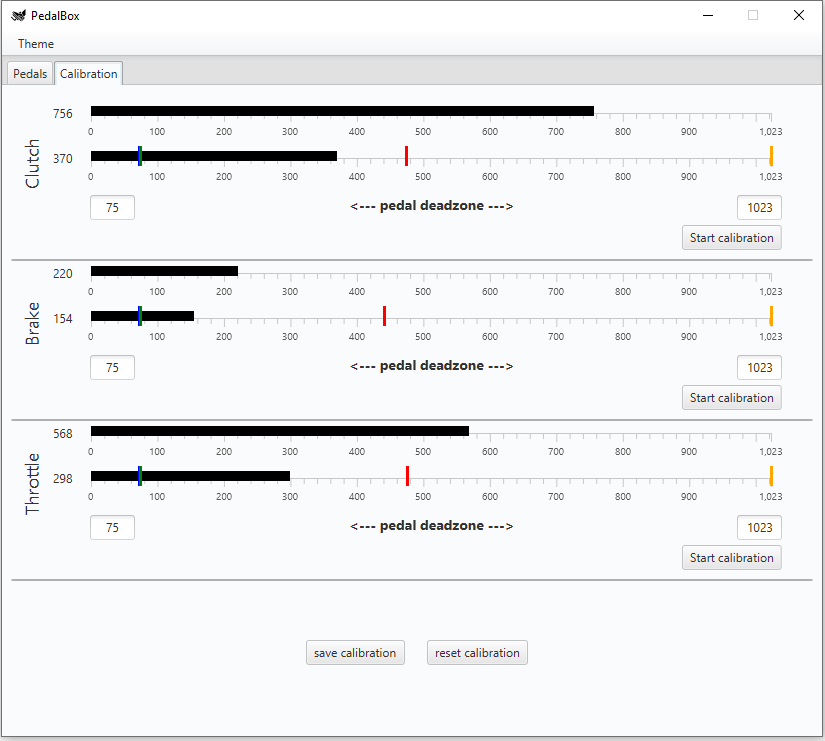 PedalBox
Theme
Pedals Calibration
Clutch
756
0 100 200 300 400 500 600 700 800 900 1,023
370
0 100 200 300 400 500 600 700 800 900 1,023
75 <--- pedal deadzone ---> 1023
Start calibration
Brake
220
0 100 200 300 400 500 600 700 800 900 1,023
154
0 100 200 300 400 500 600 700 800 900 1,023
75 <--- pedal deadzone ---> 1023
Start calibration
Throttle
568
0 100 200 300 400 500 600 700 800 900 1,023
298
0 100 200 300 400 500 600 700 800 900 1,023
75 <--- pedal deadzone ---> 1023
Start calibration
save calibration reset calibration